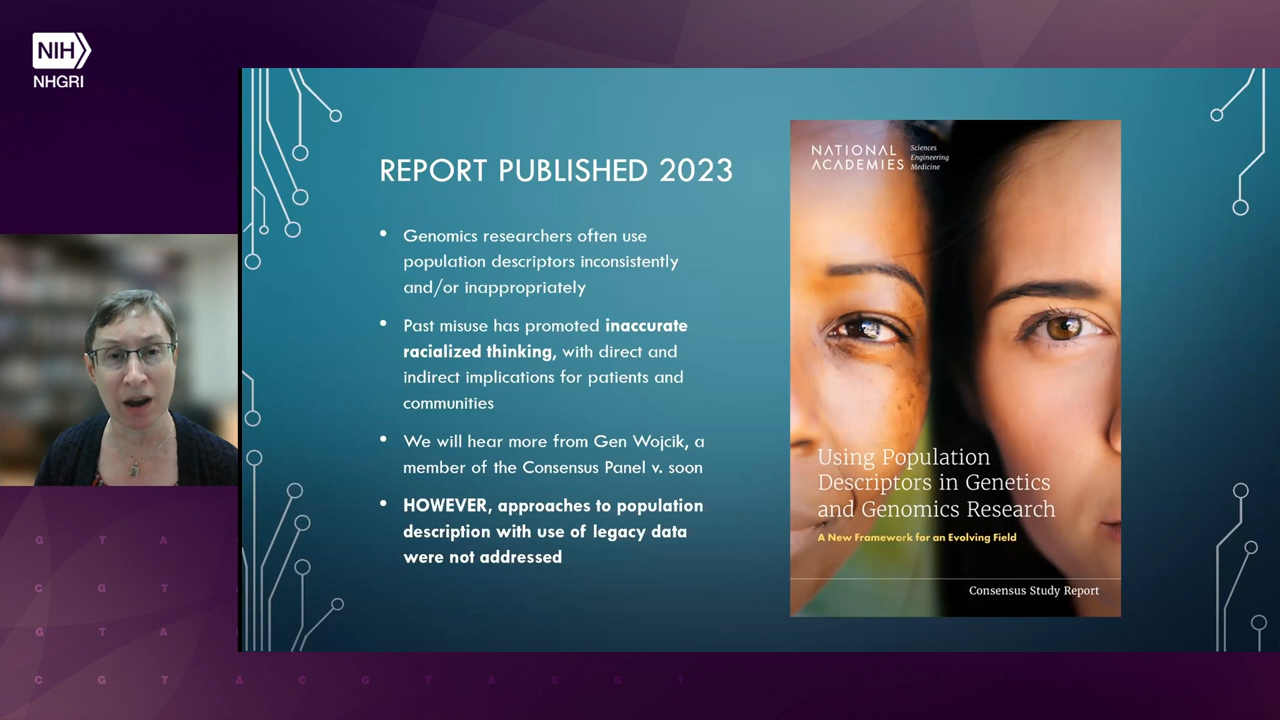 NIH
NHGRI
REPORT PUBLISHED 2023
• Genomics researchers often use
population descriptors inconsistently
and/or inappropriately
• Past misuse has promoted inaccurate
racialized thinking, with direct and
indirect implications for patients and
communities
• We will hear more from Gen Wojcik, a
member of the Consensus Panel v. soon
• HOWEVER, approaches to population
description with use of legacy data
were not addressed
NATIONAL
ACADEMIES
Sciences
Engineering
Medicine
Using Population
Descriptors in Genetics
and Genomics Research
A New Framework for an Evolving Field
Consensus Study Report
G T A
C G T
G T A
C G T A C G T A C G T